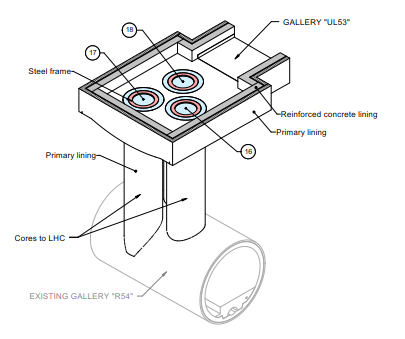 GALLERY "UL53"
18
17
Steel frame
Reinforced concrete lining
Primary lining
16
Primary lining
Cores to LHC
EXISTING GALLERY "R54"